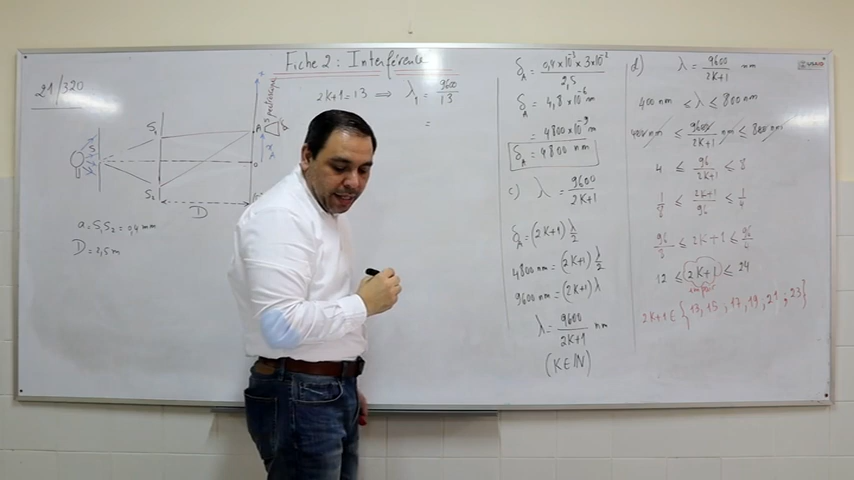 Fiche 2 : Interférence
21/320
2K+1 = 13 ⟹ λ₁ = 9600/13
=
S₁
S
S₂
A
x
o
D
a = S₁S₂ = 0,4 mm
D = 2,5 m
δ_A = 0,4×10⁻³ × 3×10⁻²/2,5
δ_A = 4,8 × 10⁻⁶ m
= 4800 × 10⁻⁹ m
δ_A = 4800 nm
c) λ = 9600/2K+1
δ_A = (2K+1) λ/2
4800 nm = (2K+1) λ/2
9600 nm = (2K+1) λ
λ = 9600/2K+1 nm
(K ∈ ℕ)
d) λ = 9600/2K+1 nm
400 nm ≤ λ ≤ 800 nm
400 nm ≤ 9600/2K+1 nm ≤ 800 nm
4 ≤ 96/2K+1 ≤ 8
1/8 ≤ 2K+1/96 ≤ 1/4
96/8 ≤ 2K+1 ≤ 96/4
12 ≤ 2K+1 ≤ 24
impair
2K+1 ∈ {13, 15 ; 17, 19, 21 ; 23}
USAID